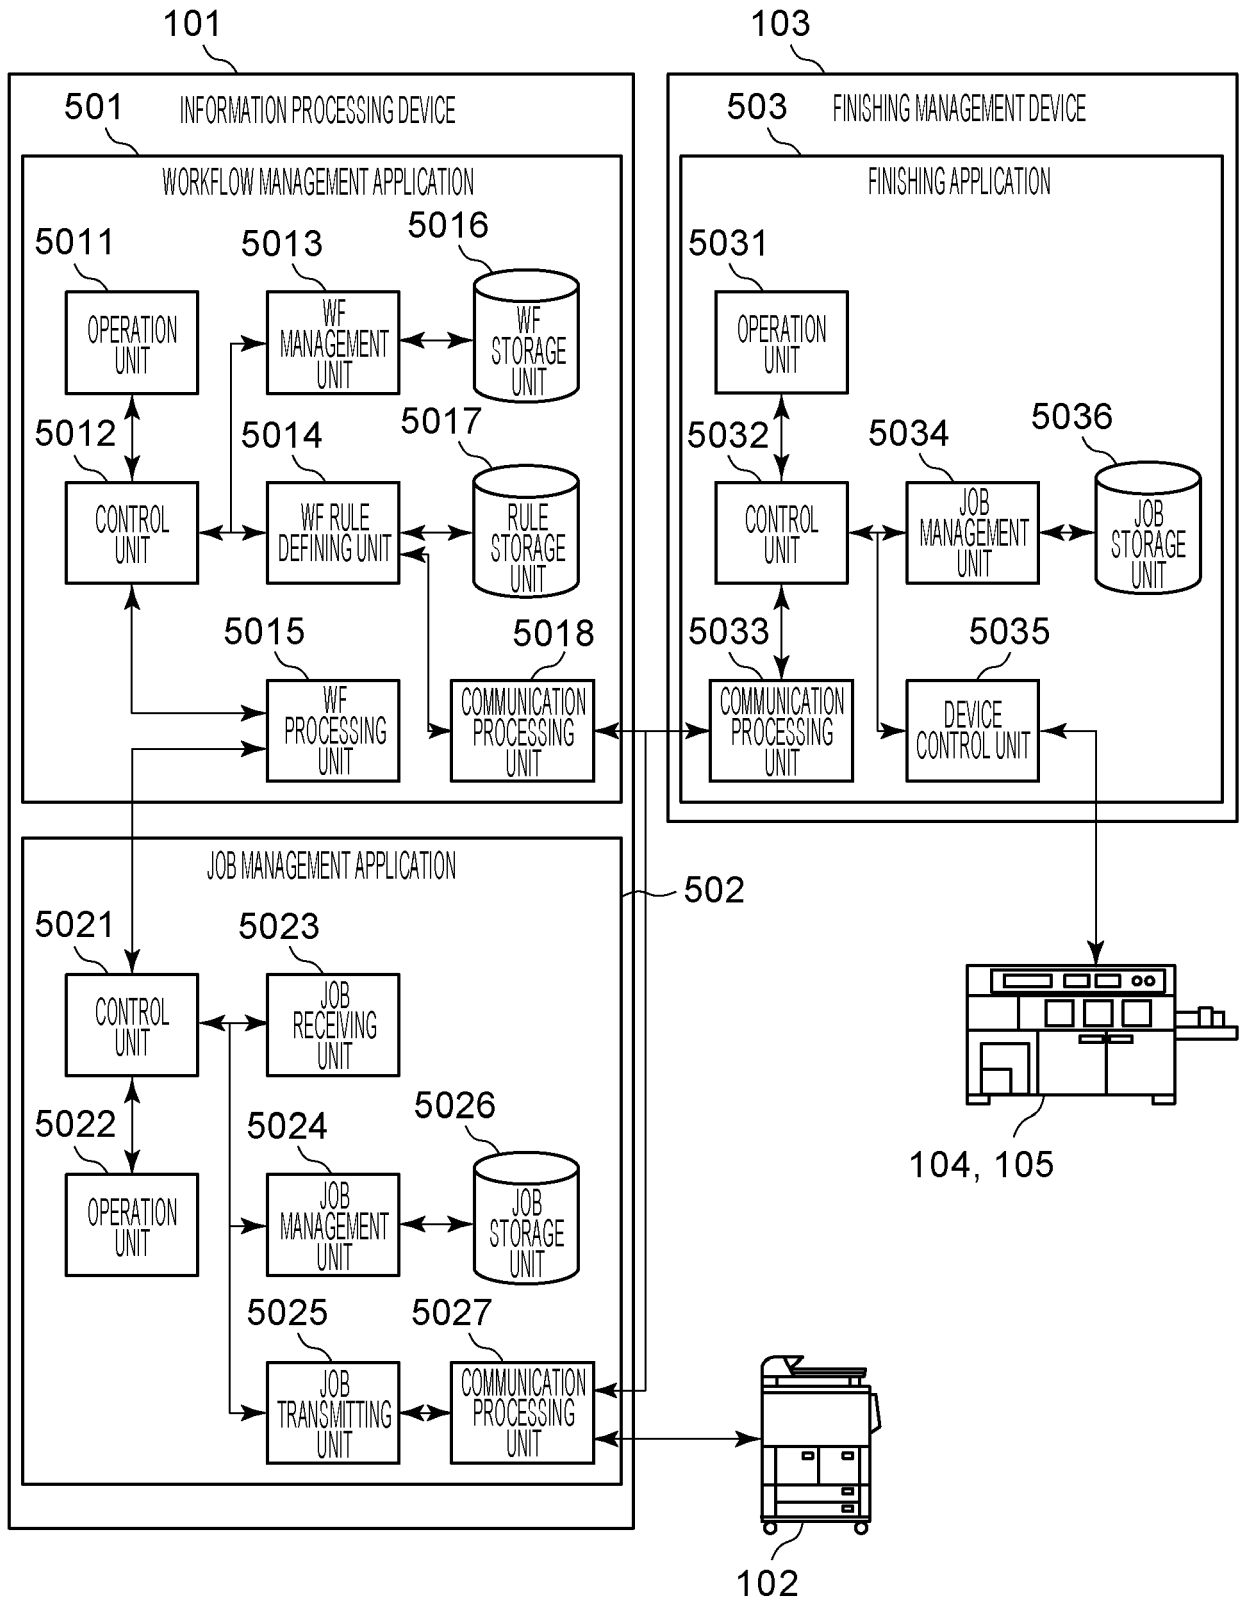 101
103
INFORMATION PROCESSING DEVICE
FINISHING MANAGEMENT DEVICE
501
503
WORKFLOW MANAGEMENT APPLICATION
FINISHING APPLICATION
5011
5013
5016
5031
OPERATION
UNIT
WF
MANAGEMENT
UNIT
WF
STORAGE
UNIT
OPERATION
UNIT
5012
5014
5017
5032
5034
5036
CONTROL
UNIT
WF RULE
DEFINING UNIT
RULE
STORAGE
UNIT
CONTROL
UNIT
JOB
MANAGEMENT
UNIT
JOB
STORAGE
UNIT
5015
5018
5033
5035
WF
PROCESSING
UNIT
COMMUNICATION
PROCESSING
UNIT
COMMUNICATION
PROCESSING
UNIT
DEVICE
CONTROL UNIT
JOB MANAGEMENT APPLICATION
502
5021
5023
CONTROL
UNIT
JOB
RECEIVING
UNIT
5022
5024
5026
104, 105
OPERATION
UNIT
JOB
MANAGEMENT
UNIT
JOB
STORAGE
UNIT
5025
5027
JOB
TRANSMITTING
UNIT
COMMUNICATION
PROCESSING
UNIT
102